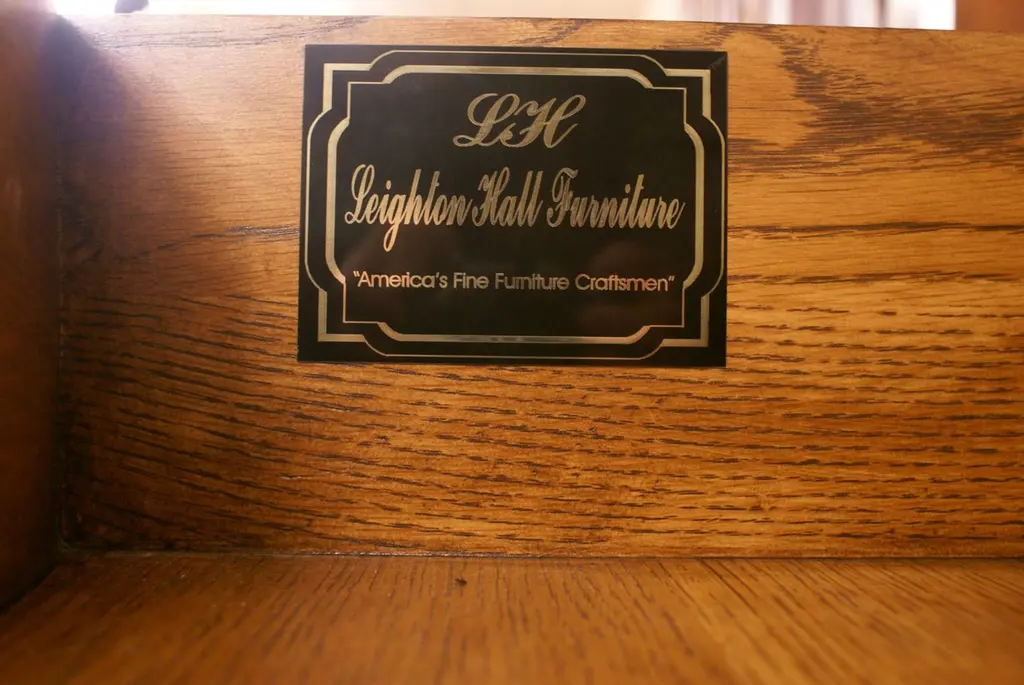 LH
Leighton Hall Furniture
"America's Fine Furniture Craftsmen"